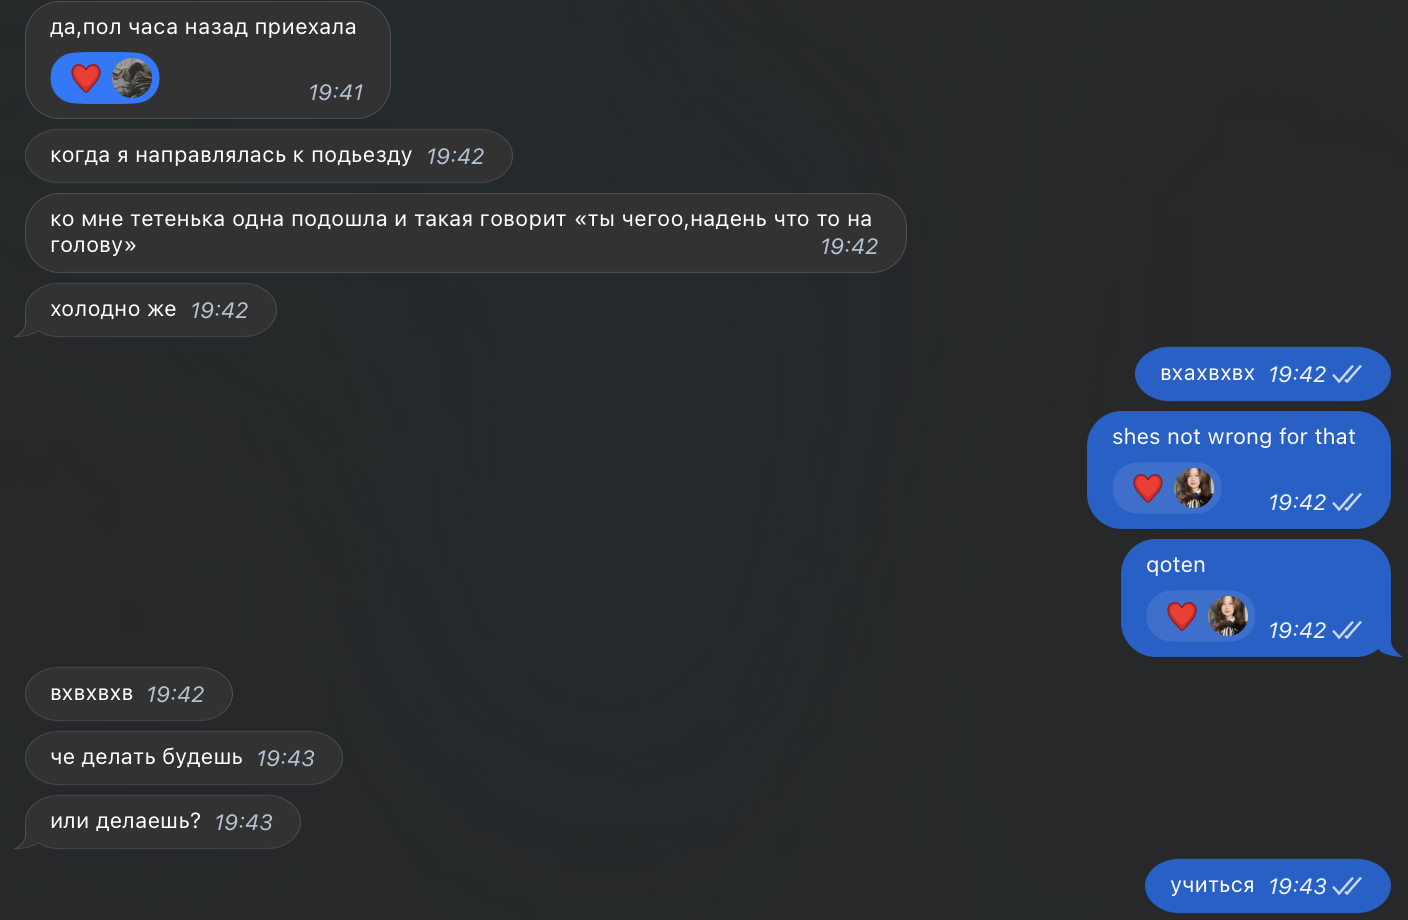 да,пол часа назад приехала
❤️
19:41
когда я направлялась к подьезду 19:42
ко мне тетенька одна подошла и такая говорит «ты чегоо,надень что то на
голову» 19:42
холодно же 19:42
вхахвхвх 19:42
shes not wrong for that
❤️ 19:42
qoten
❤️ 19:42
вхвхвхв 19:42
че делать будешь 19:43
или делаешь? 19:43
учиться 19:43